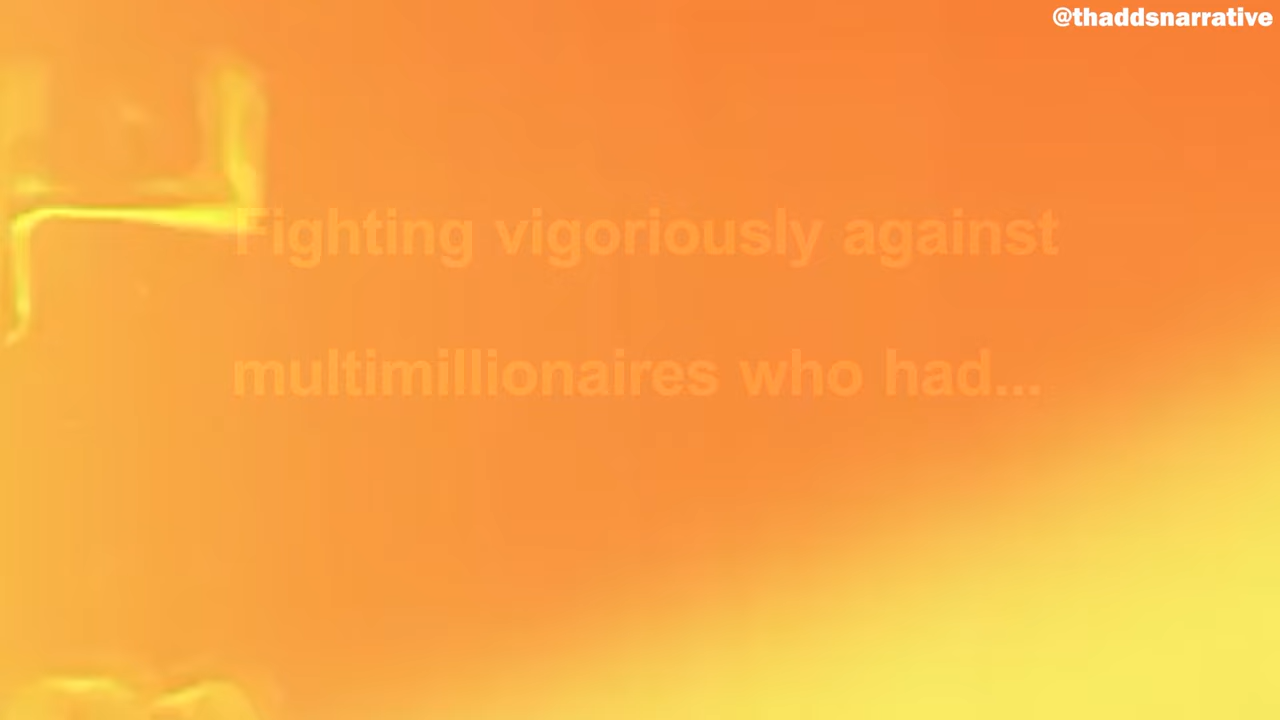 @thaddsnarrative
Fighting vigoriously against
multimillionaires who had...